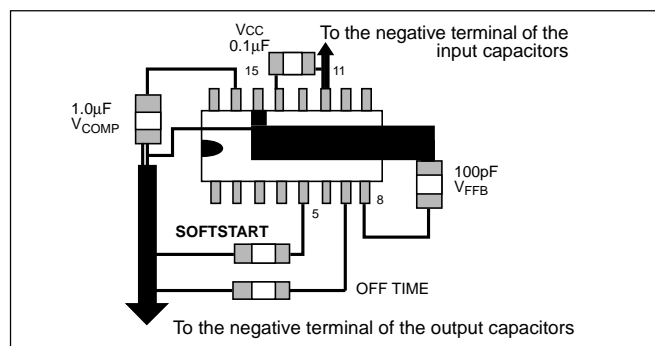 To the negative terminal of the
input capacitors
VCC
0.1μF
15
11
1.0μF
VCOMP
100pF
VFFB
5
8
SOFTSTART
OFF TIME
To the negative terminal of the output capacitors